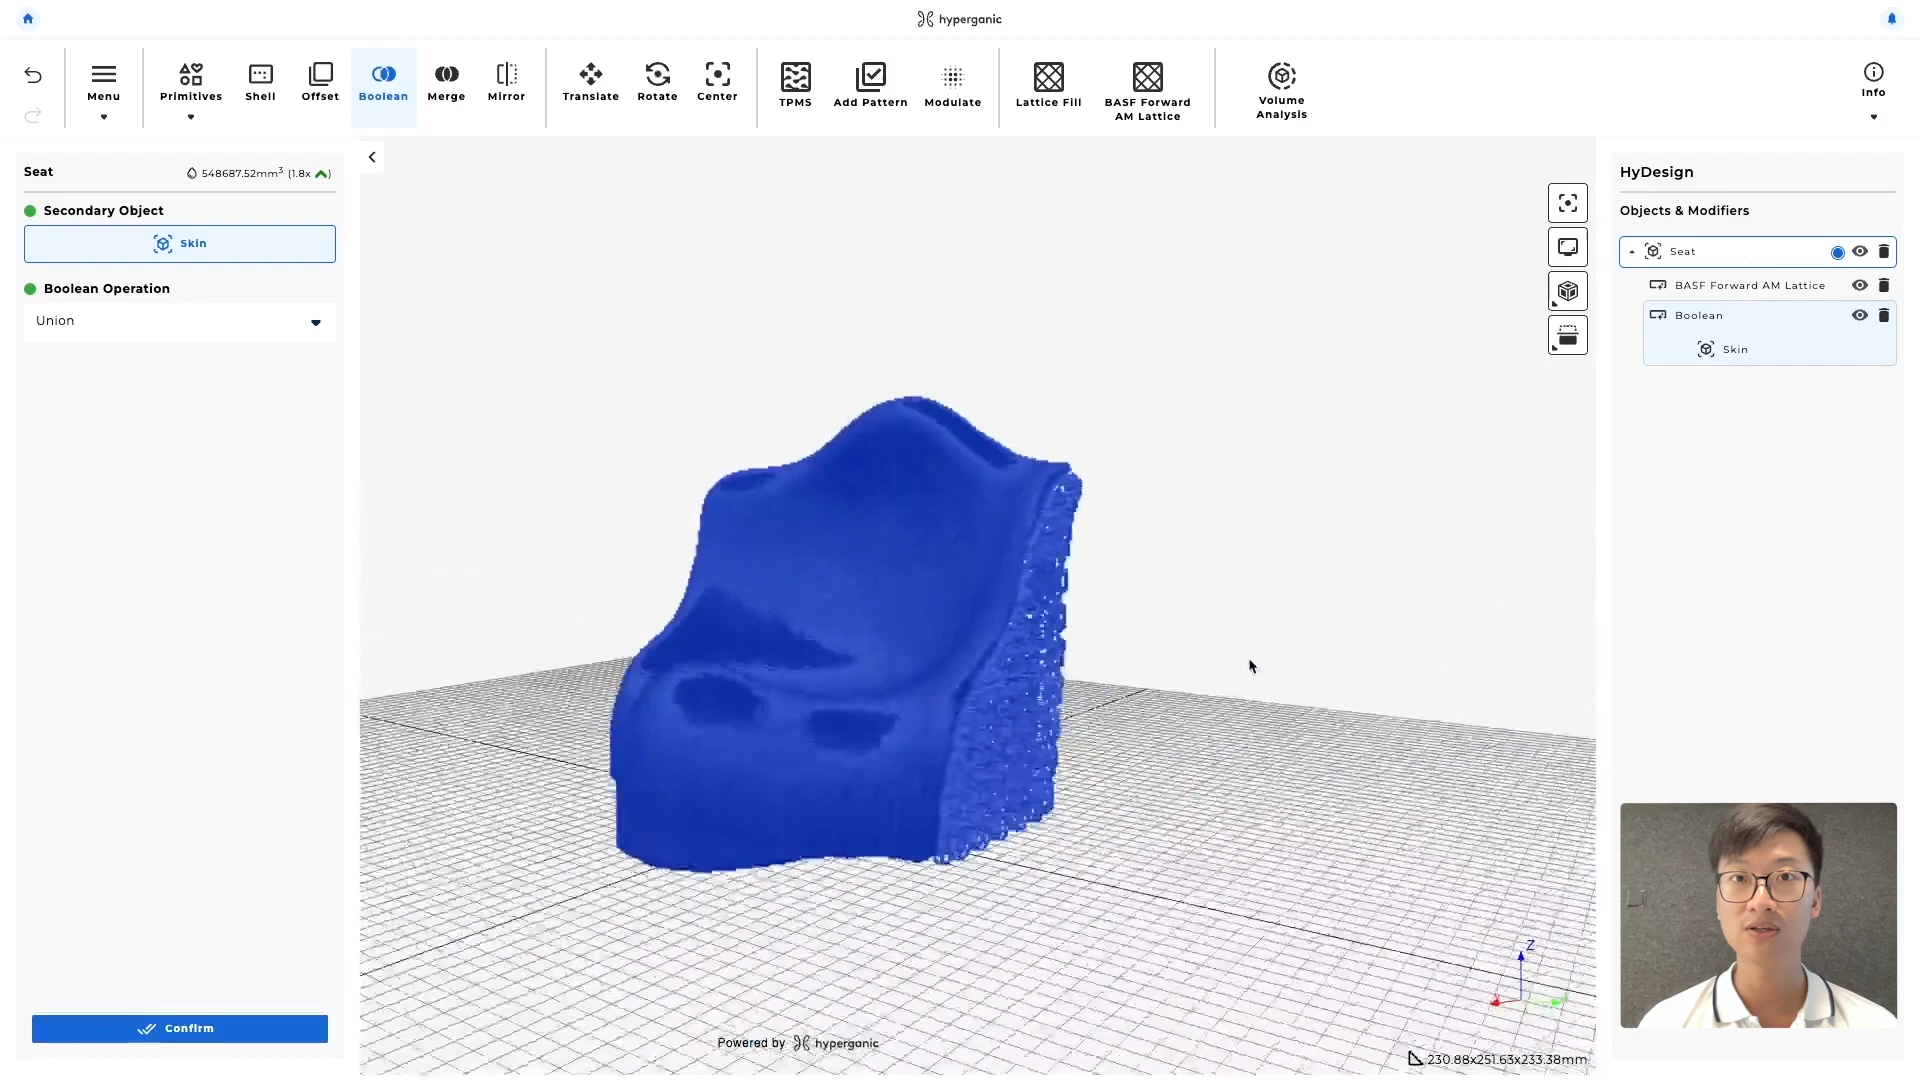 hyperganic
Menu
Primitives
Shell
Offset
Boolean
Merge
Mirror
Translate
Rotate
Center
TPMS
Add Pattern
Modulate
Lattice Fill
BASF Forward
AM Lattice
Volume
Analysis
Info
Seat
548687.52mm³ (1.8x )
Secondary Object
Skin
Boolean Operation
Union
Confirm
HyDesign
Objects & Modifiers
Seat
BASF Forward AM Lattice
Boolean
Skin
Z
Powered by hyperganic
230.88x251.63x233.38mm